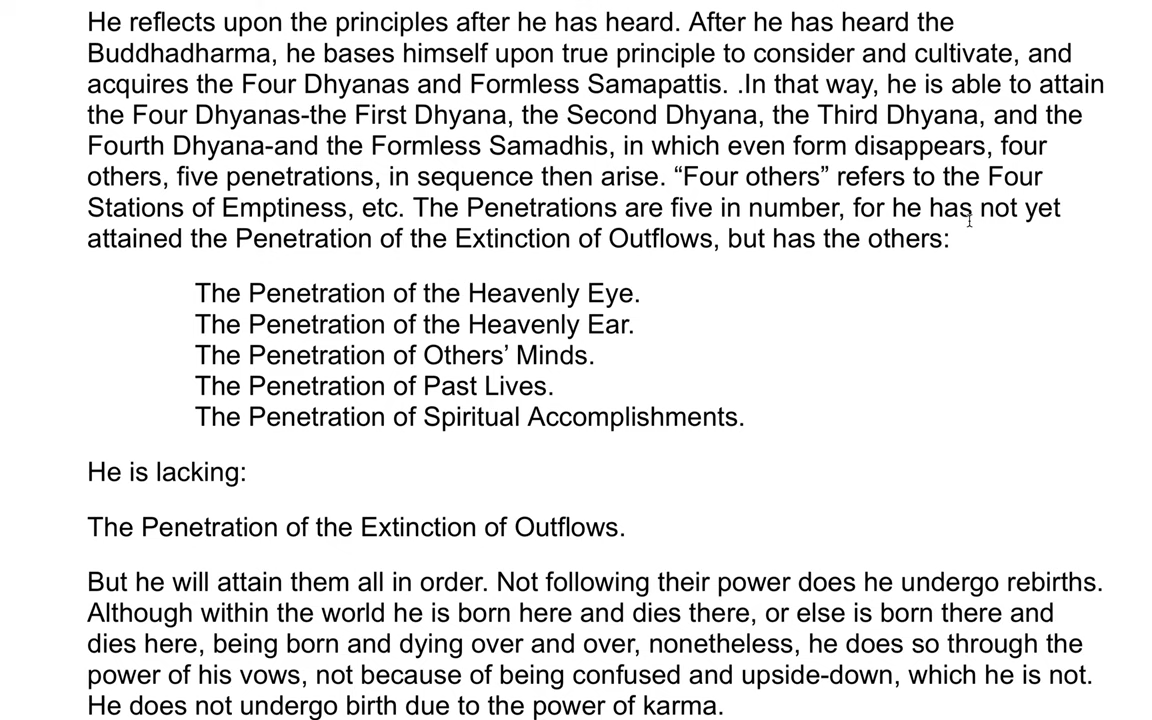 He reflects upon the principles after he has heard. After he has heard the
Buddhadharma, he bases himself upon true principle to consider and cultivate, and
acquires the Four Dhyanas and Formless Samapattis. .In that way, he is able to attain
the Four Dhyanas-the First Dhyana, the Second Dhyana, the Third Dhyana, and the
Fourth Dhyana-and the Formless Samadhis, in which even form disappears, four
others, five penetrations, in sequence then arise. “Four others” refers to the Four
Stations of Emptiness, etc. The Penetrations are five in number, for he has not yet
attained the Penetration of the Extinction of Outflows, but has the others:
The Penetration of the Heavenly Eye.
The Penetration of the Heavenly Ear.
The Penetration of Others’ Minds.
The Penetration of Past Lives.
The Penetration of Spiritual Accomplishments.
He is lacking:
The Penetration of the Extinction of Outflows.
But he will attain them all in order. Not following their power does he undergo rebirths.
Although within the world he is born here and dies there, or else is born there and
dies here, being born and dying over and over, nonetheless, he does so through the
power of his vows, not because of being confused and upside-down, which he is not.
He does not undergo birth due to the power of karma.